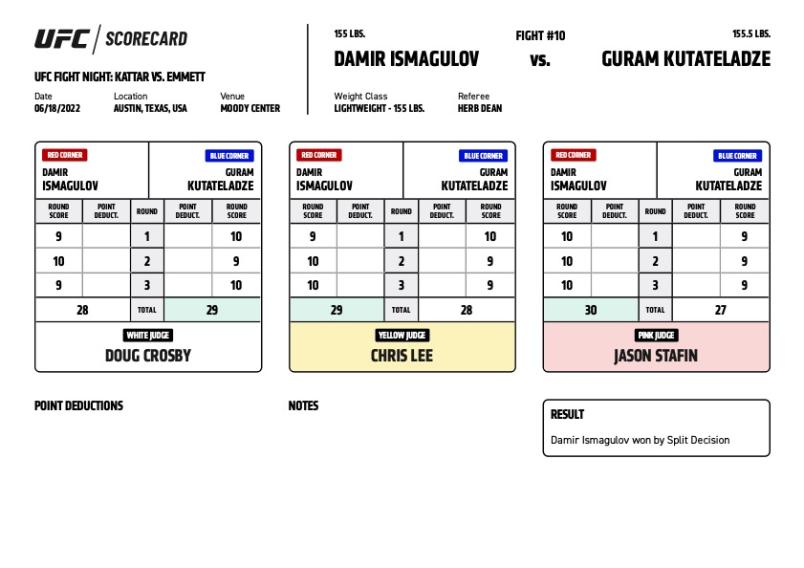 UFC / SCORECARD
UFC FIGHT NIGHT: KATTAR VS. EMMETT
Date Location Venue
06/18/2022 AUSTIN, TEXAS, USA MOODY CENTER
155 LBS. FIGHT #10 155.5 LBS.
DAMIR ISMAGULOV VS. GURAM KUTATELADZE
Weight Class Referee
LIGHTWEIGHT - 155 LBS. HERB DEAN
RED CORNER BLUE CORNER
DAMIR GURAM
ISMAGULOV KUTATELADZE
ROUND SCORE POINT DEDUCT. ROUND POINT DEDUCT. ROUND SCORE
9 1 10
10 2 9
9 3 10
28 TOTAL 29
WHITE JUDGE
DOUG CROSBY
RED CORNER BLUE CORNER
DAMIR GURAM
ISMAGULOV KUTATELADZE
ROUND SCORE POINT DEDUCT. ROUND POINT DEDUCT. ROUND SCORE
9 1 10
10 2 9
10 3 9
29 TOTAL 28
YELLOW JUDGE
CHRIS LEE
RED CORNER BLUE CORNER
DAMIR GURAM
ISMAGULOV KUTATELADZE
ROUND SCORE POINT DEDUCT. ROUND POINT DEDUCT. ROUND SCORE
10 1 9
10 2 9
10 3 9
30 TOTAL 27
PINK JUDGE
JASON STAFIN
POINT DEDUCTIONS
NOTES
RESULT
Damir Ismagulov won by Split Decision